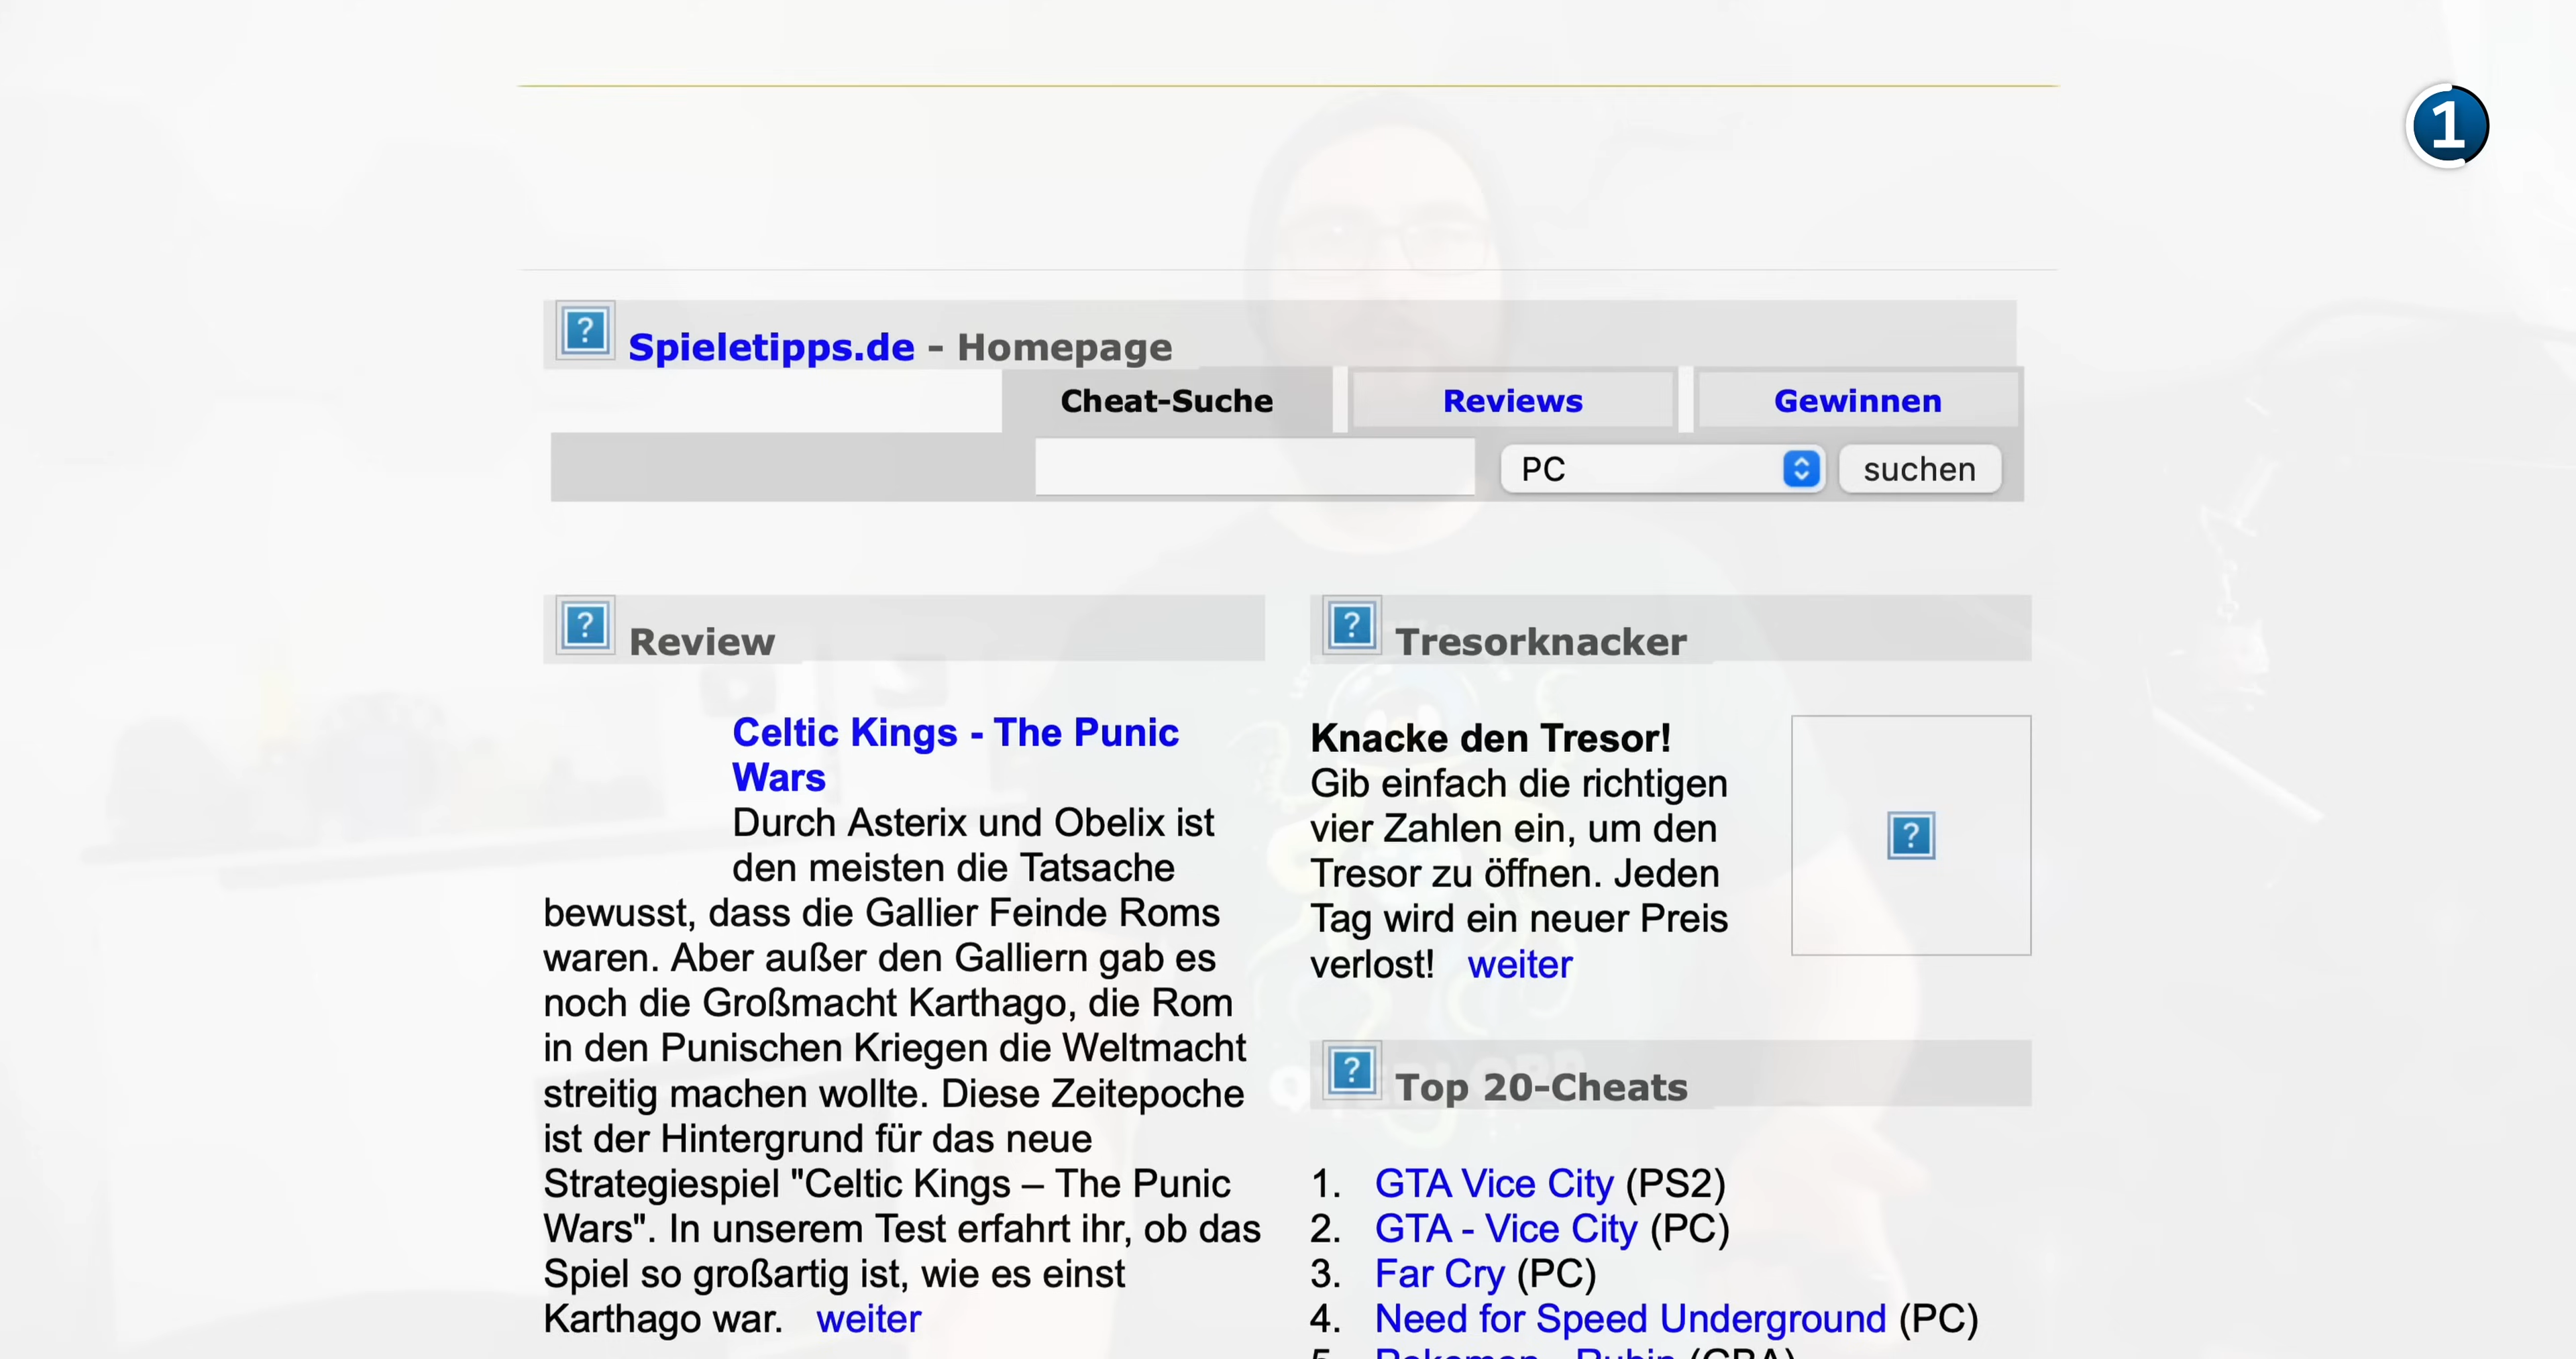 1
Spieletipps.de - Homepage
Cheat-Suche
Reviews
Gewinnen
PC
suchen
Review
Celtic Kings - The Punic
Wars
Durch Asterix und Obelix ist
den meisten die Tatsache
bewusst, dass die Gallier Feinde Roms
waren. Aber außer den Galliern gab es
noch die Großmacht Karthago, die Rom
in den Punischen Kriegen die Weltmacht
streitig machen wollte. Diese Zeitepoche
ist der Hintergrund für das neue
Strategiespiel "Celtic Kings – The Punic
Wars". In unserem Test erfahrt ihr, ob das
Spiel so großartig ist, wie es einst
Karthago war. weiter
Tresorknacker
Knacke den Tresor!
Gib einfach die richtigen
vier Zahlen ein, um den
Tresor zu öffnen. Jeden
Tag wird ein neuer Preis
verlost! weiter
Top 20-Cheats
1. GTA Vice City (PS2)
2. GTA - Vice City (PC)
3. Far Cry (PC)
4. Need for Speed Underground (PC)